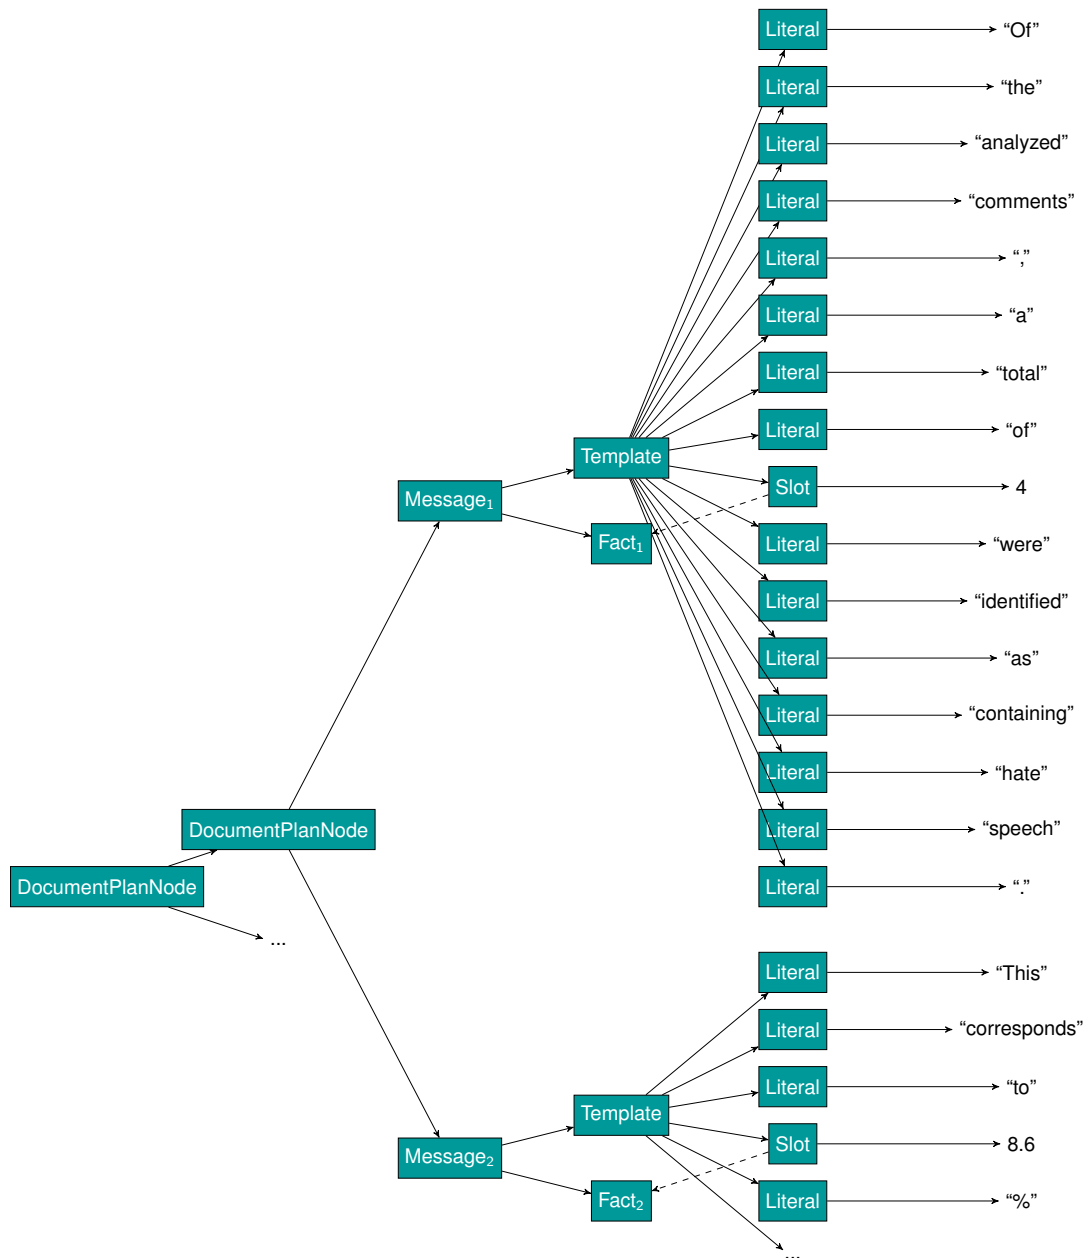 Literal “Of”
Literal “the”
Literal “analyzed”
Literal “comments”
Literal “,”
Literal “a”
Literal “total”
Literal “of”
Template
Slot 4
Message₁
Fact₁
Literal “were”
Literal “identified”
Literal “as”
Literal “containing”
Literal “hate”
DocumentPlanNode
Literal “speech”
DocumentPlanNode
Literal “.”
...
Literal “This”
Literal “corresponds”
Literal “to”
Template
Slot 8.6
Message₂
Fact₂
Literal “%”
...